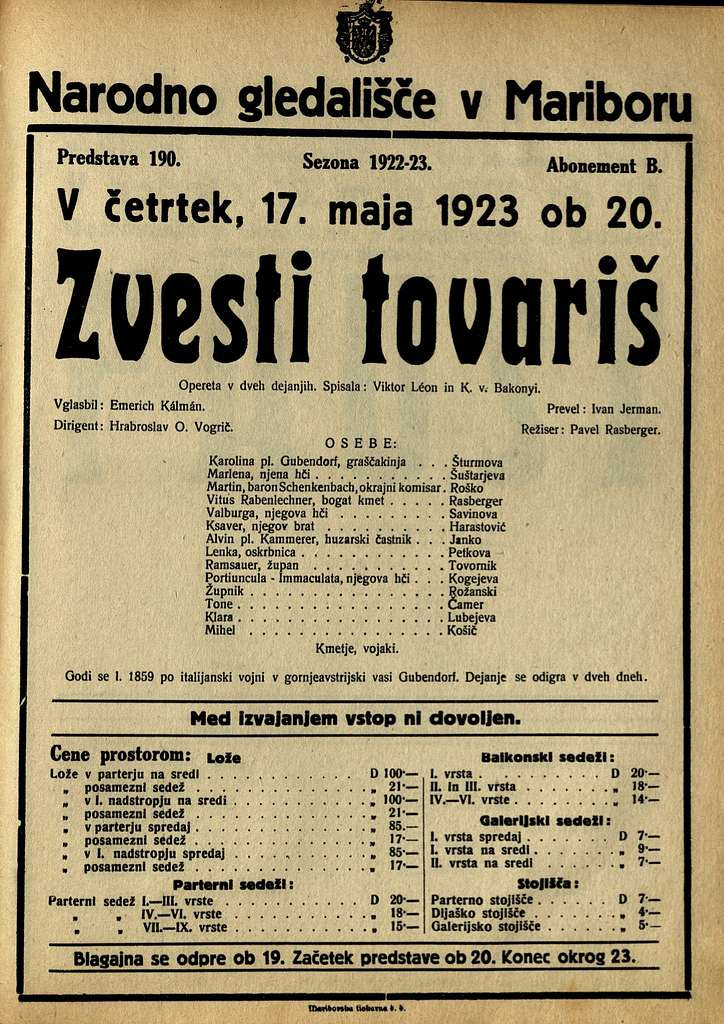 Narodno gledališče v Mariboru
Predstava 190. Sezona 1922-23. Abonement B.
V četrtek, 17. maja 1923 ob 20.
Zvesti tovariš
Opereta v dveh dejanjih. Spisala: Viktor Léon in K. v. Bakonyi.
Vglasbil: Emerich Kálmán. Prevel: Ivan Jerman.
Dirigent: Hrabroslav O. Vogrič. Režiser: Pavel Rasberger.
OSEBE:
Karolina pl. Gubendorf, graščakinja . . . Šturmova
Marlena, njena hči . . . . . . . . . . . . Šuštarjeva
Martin, baron Schenkenbach, okrajni komisar. Roško
Vitus Rabenlechner, bogat kmet . . . . . Rasberger
Valburga, njegova hči . . . . . . . . . . Savinova
Ksaver, njegov brat . . . . . . . . . . Harastović
Alvin pl. Kammerer, huzarski častnik . . . Janko
Lenka, oskrbnica . . . . . . . . . . . . Petkova
Ramsauer, župan . . . . . . . . . . . Tovornik
Portiuncula - Immaculata, njegova hči . . . Kogejeva
Župnik . . . . . . . . . . . . . . . . Rožanski
Tone . . . . . . . . . . . . . . . . . Čamer
Klara . . . . . . . . . . . . . . . . . Lubejeva
Mihel . . . . . . . . . . . . . . . . Košič
Kmetje, vojaki.
Godi se l. 1859 po italijanski vojni v gornjeavstrijski vasi Gubendorf. Dejanje se odigra v dveh dneh.
Med izvajanjem vstop ni dovoljen.
Cene prostorom: Lože
Lože v parterju na sredi . . . . . . . . . . D 100·—
„ posamezni sedež . . . . . . . . . . „ 21·—
„ v I. nadstropju na sredi . . . . . . . . „ 100·—
„ posamezni sedež . . . . . . . . . . „ 21·—
„ v parterju spredaj . . . . . . . . . . „ 85.—
„ posamezni sedež . . . . . . . . . . „ 17·—
„ v I. nadstropju spredaj . . . . . . . . „ 85·—
„ posamezni sedež . . . . . . . . . . „ 17·—
Parterni sedeži:
Parterni sedež I.—III. vrste . . . . . . . . D 20·—
„ „ IV.—VI. vrste . . . . . . . . „ 18·—
„ „ VII.—IX. vrste . . . . . . . . „ 15·—
Balkonski sedeži:
I. vrsta . . . . . . . . . . D 20·—
II. in III. vrsta . . . . . . . „ 18·—
IV.—VI. vrste . . . . . . . . „ 14·—
Galerijski sedeži:
I. vrsta spredaj . . . . . . . D 7·—
I. vrsta na sredi . . . . . . „ 9·—
II. vrsta na sredi . . . . . . „ 7·—
Stojišča:
Parterno stojišče . . . . . . D 7·—
Dijaško stojišče . . . . . . . „ 4·—
Galerijsko stojišče . . . . . . „ 5·—
Blagajna se odpre ob 19. Začetek predstave ob 20. Konec okrog 23.
Mariborska tiskarna d. d.